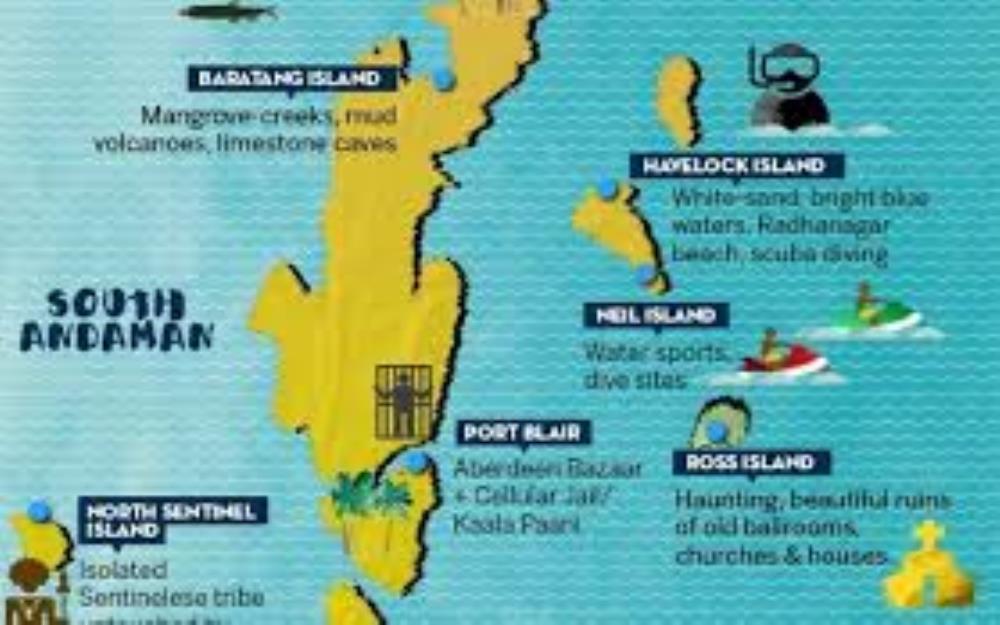 BARATANG ISLAND
Mangrove creeks, mud
volcanoes, limestone caves
HAVELOCK ISLAND
White-sand, bright blue
waters, Radhanagar
beach, scuba diving
SOUTH
ANDAMAN
NEIL ISLAND
Water sports,
dive sites
PORT BLAIR
Aberdeen Bazaar
+ Cellular Jail/
Kaala Paani
ROSS ISLAND
Haunting, beautiful ruins
of old ballrooms,
churches & houses
NORTH SENTINEL
ISLAND
Isolated
Sentinelese tribe
untouched by